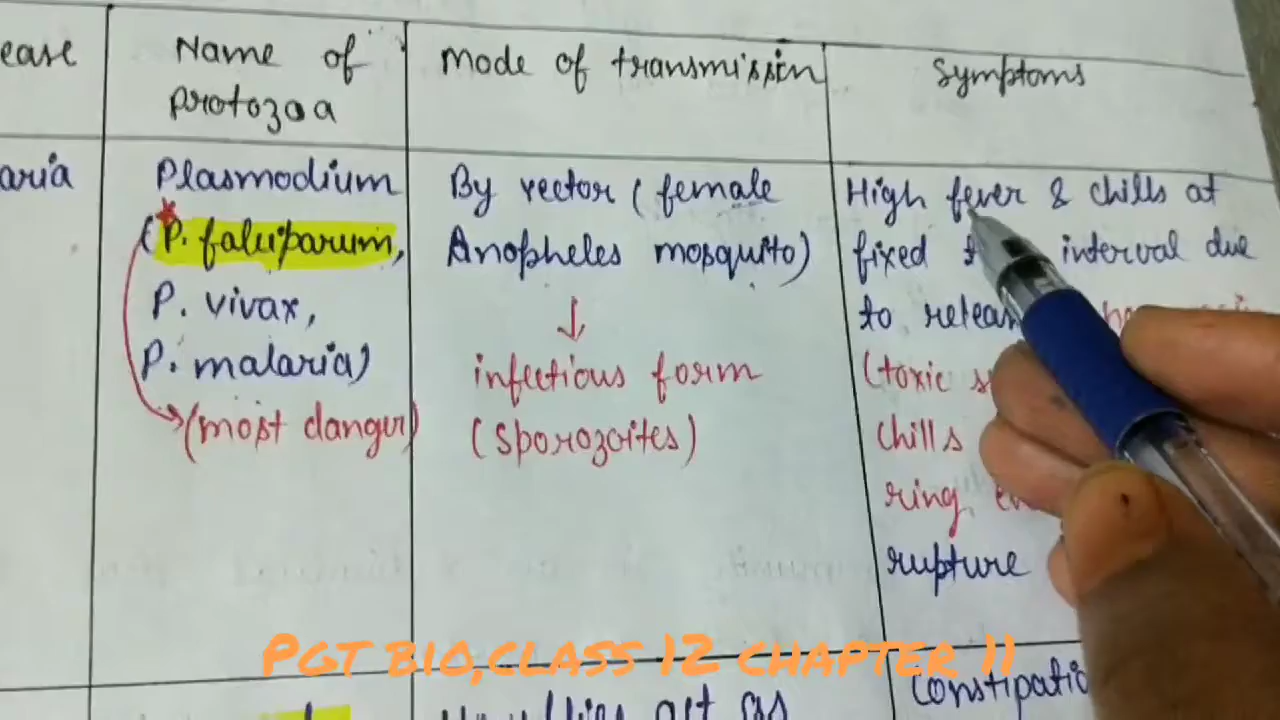 ease
Name of
protozoa
Mode of transmission
Symptoms
aria
Plasmodium
(P. falciparum,
P. vivax,
P. malaria)
(most danger)
By vector (female
Anopheles mosquito)
infectious form
(sporozoites)
High fever & chills at
fixed interval due
to releas
(toxic s
chills
ring
rupture
Constipatio
PGT bio,class 12 chapter 11